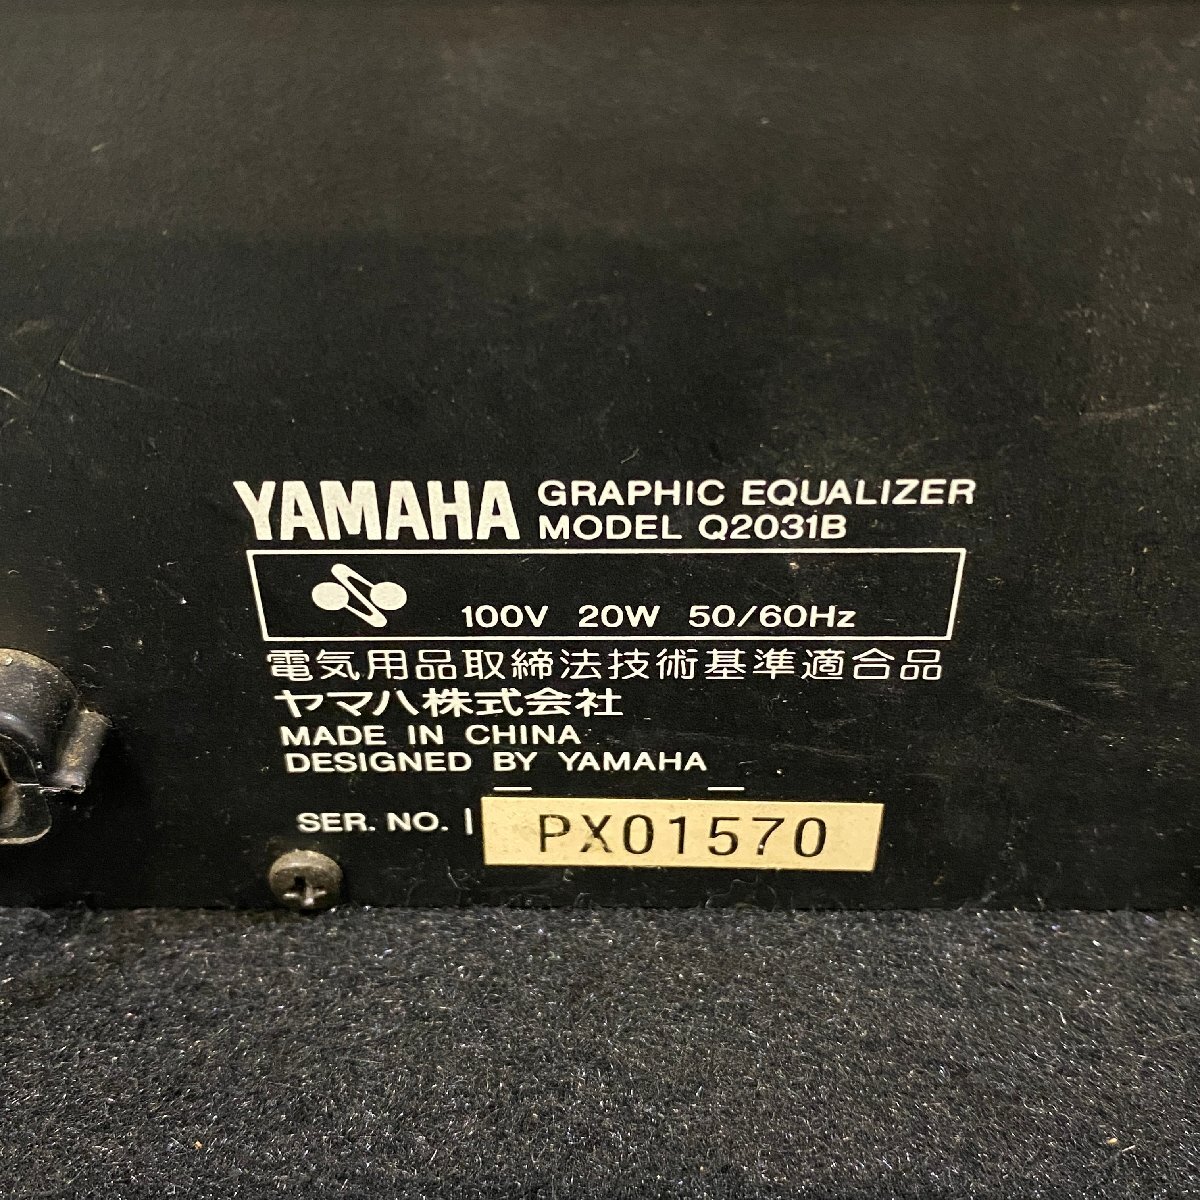 YAMAHA GRAPHIC EQUALIZER
MODEL Q2031B
100V 20W 50/60Hz
電気用品取締法技術基準適合品
ヤマハ株式会社
MADE IN CHINA
DESIGNED BY YAMAHA
SER. NO. PX01570